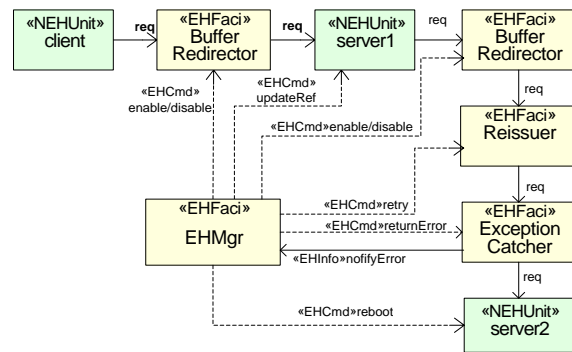 «NEHUnit»
client
req
«EHFaci»
Buffer
Redirector
req
«NEHUnit»
server1
req
«EHFaci»
Buffer
Redirector
«EHCmd»
enable/disable
«EHCmd»
updateRef
req
«EHCmd»enable/disable
«EHFaci»
Reissuer
«EHCmd»retry
req
«EHFaci»
EHMgr
«EHCmd»returnError
«EHFaci»
Exception
Catcher
«EHInfo»nofifyError
req
«EHCmd»reboot
«NEHUnit»
server2